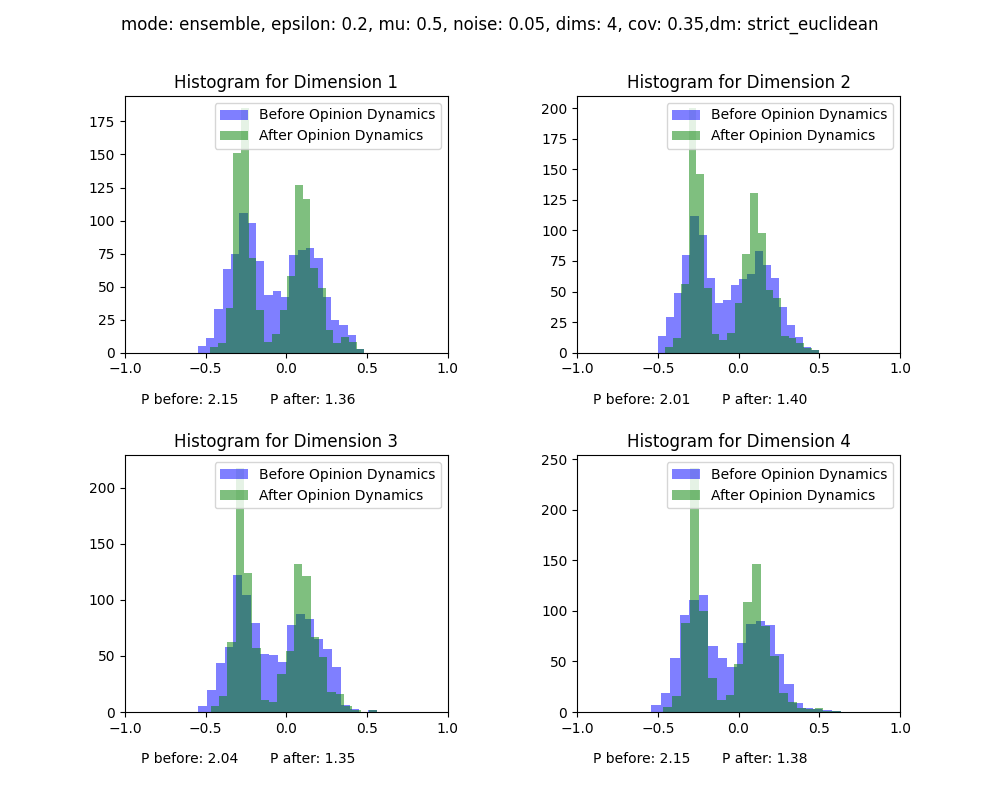 mode: ensemble, epsilon: 0.2, mu: 0.5, noise: 0.05, dims: 4, cov: 0.35,dm: strict_euclidean
Histogram for Dimension 1
Before Opinion Dynamics
After Opinion Dynamics
175
150
125
100
75
50
25
0
−1.0 −0.5 0.0 0.5 1.0
P before: 2.15 P after: 1.36
Histogram for Dimension 2
Before Opinion Dynamics
After Opinion Dynamics
200
175
150
125
100
75
50
25
0
−1.0 −0.5 0.0 0.5 1.0
P before: 2.01 P after: 1.40
Histogram for Dimension 3
Before Opinion Dynamics
After Opinion Dynamics
200
150
100
50
0
−1.0 −0.5 0.0 0.5 1.0
P before: 2.04 P after: 1.35
Histogram for Dimension 4
Before Opinion Dynamics
After Opinion Dynamics
250
200
150
100
50
0
−1.0 −0.5 0.0 0.5 1.0
P before: 2.15 P after: 1.38